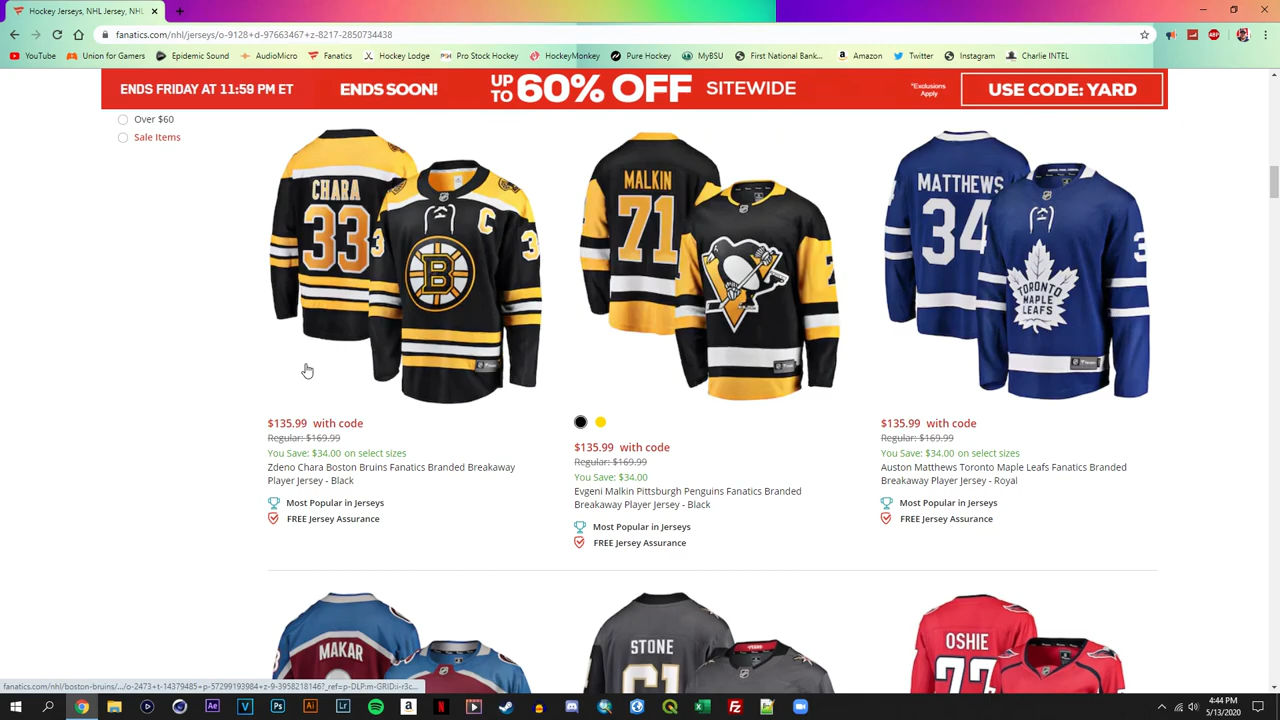 Hockey Jerseys, NHL Jersey, NHL
fanatics.com/nhl/jerseys/o-9128+d-97663467+z-8217-2850734438
YouTube Union for Gamers Epidemic Sound AudioMicro Fanatics Hockey Lodge Pro Stock Hockey HockeyMonkey Pure Hockey MyBSU First National Bank... Amazon Twitter Instagram Charlie INTEL
ENDS FRIDAY AT 11:59 PM ET ENDS SOON! UP TO 60% OFF SITEWIDE *Exclusions Apply USE CODE: YARD
Over $60
Sale Items
CHARA
33
C
B
MALKIN
71
MATTHEWS
34
TORONTO
MAPLE
LEAFS
$135.99 with code
Regular: $169.99
You Save: $34.00 on select sizes
Zdeno Chara Boston Bruins Fanatics Branded Breakaway
Player Jersey - Black
Most Popular in Jerseys
FREE Jersey Assurance
$135.99 with code
Regular: $169.99
You Save: $34.00
Evgeni Malkin Pittsburgh Penguins Fanatics Branded
Breakaway Player Jersey - Black
Most Popular in Jerseys
FREE Jersey Assurance
$135.99 with code
Regular: $169.99
You Save: $34.00 on select sizes
Auston Matthews Toronto Maple Leafs Fanatics Branded
Breakaway Player Jersey - Royal
Most Popular in Jerseys
FREE Jersey Assurance
MAKAR
STONE
61
OSHIE
77
fanatics.com/nhl/boston-bruins/.../o-2473+t-14379485+p-57299193984+z-9-3958218146?_ref=p-DLP:m-GRID:i-r3c...
4:44 PM
5/13/2020